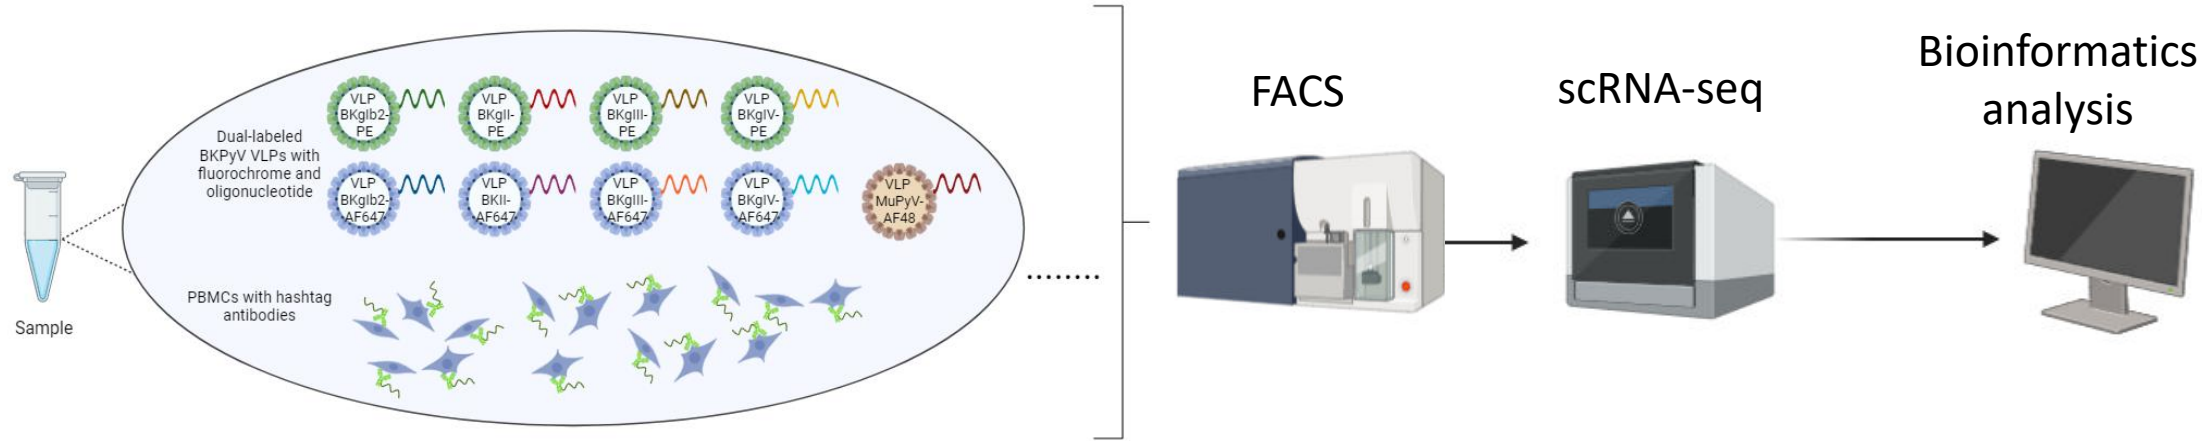 Sample
Dual-labeled
BKPyV VLPs with
fluorochrome and
oligonucleotide
VLP
BKgIb2-
PE
VLP
BKgII-
PE
VLP
BKgIII-
PE
VLP
BKgIV-
PE
VLP
BKgIb2-
AF647
VLP
BKII-
AF647
VLP
BKgIII-
AF647
VLP
BKgIV-
AF647
VLP
MuPyV-
AF48
PBMCs with hashtag
antibodies
FACS
scRNA-seq
Bioinformatics
analysis